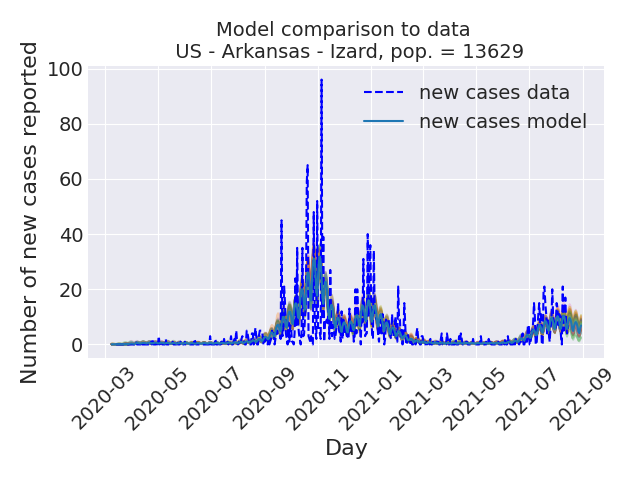 Model comparison to data
US - Arkansas - Izard, pop. = 13629
Number of new cases reported
100
80
60
40
20
0
new cases data
new cases model
2020-03
2020-05
2020-07
2020-09
2020-11
2021-01
2021-03
2021-05
2021-07
2021-09
Day